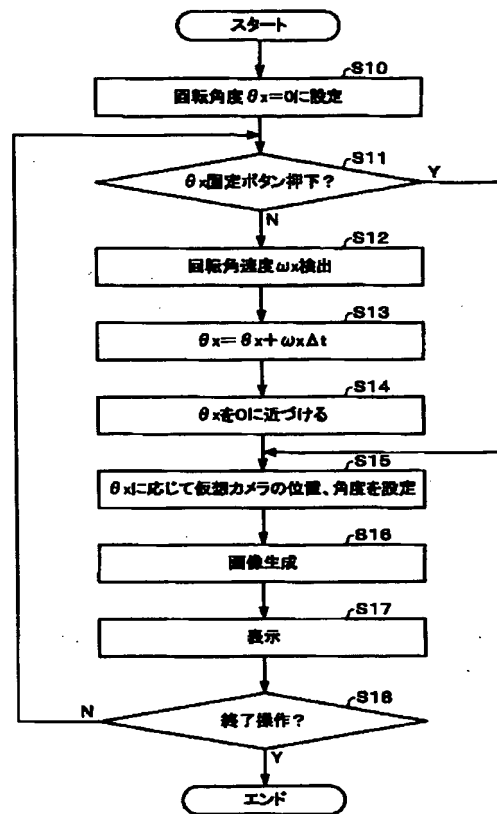 スタート
S10
回転角度θx=0に設定
S11
θx固定ボタン押下?
Y
N
S12
回転角速度ωx検出
S13
θx=θx+ωxΔt
S14
θxを0に近づける
S15
θxに応じて仮想カメラの位置、角度を設定
S16
画像生成
S17
表示
S18
終了操作?
N
Y
エンド